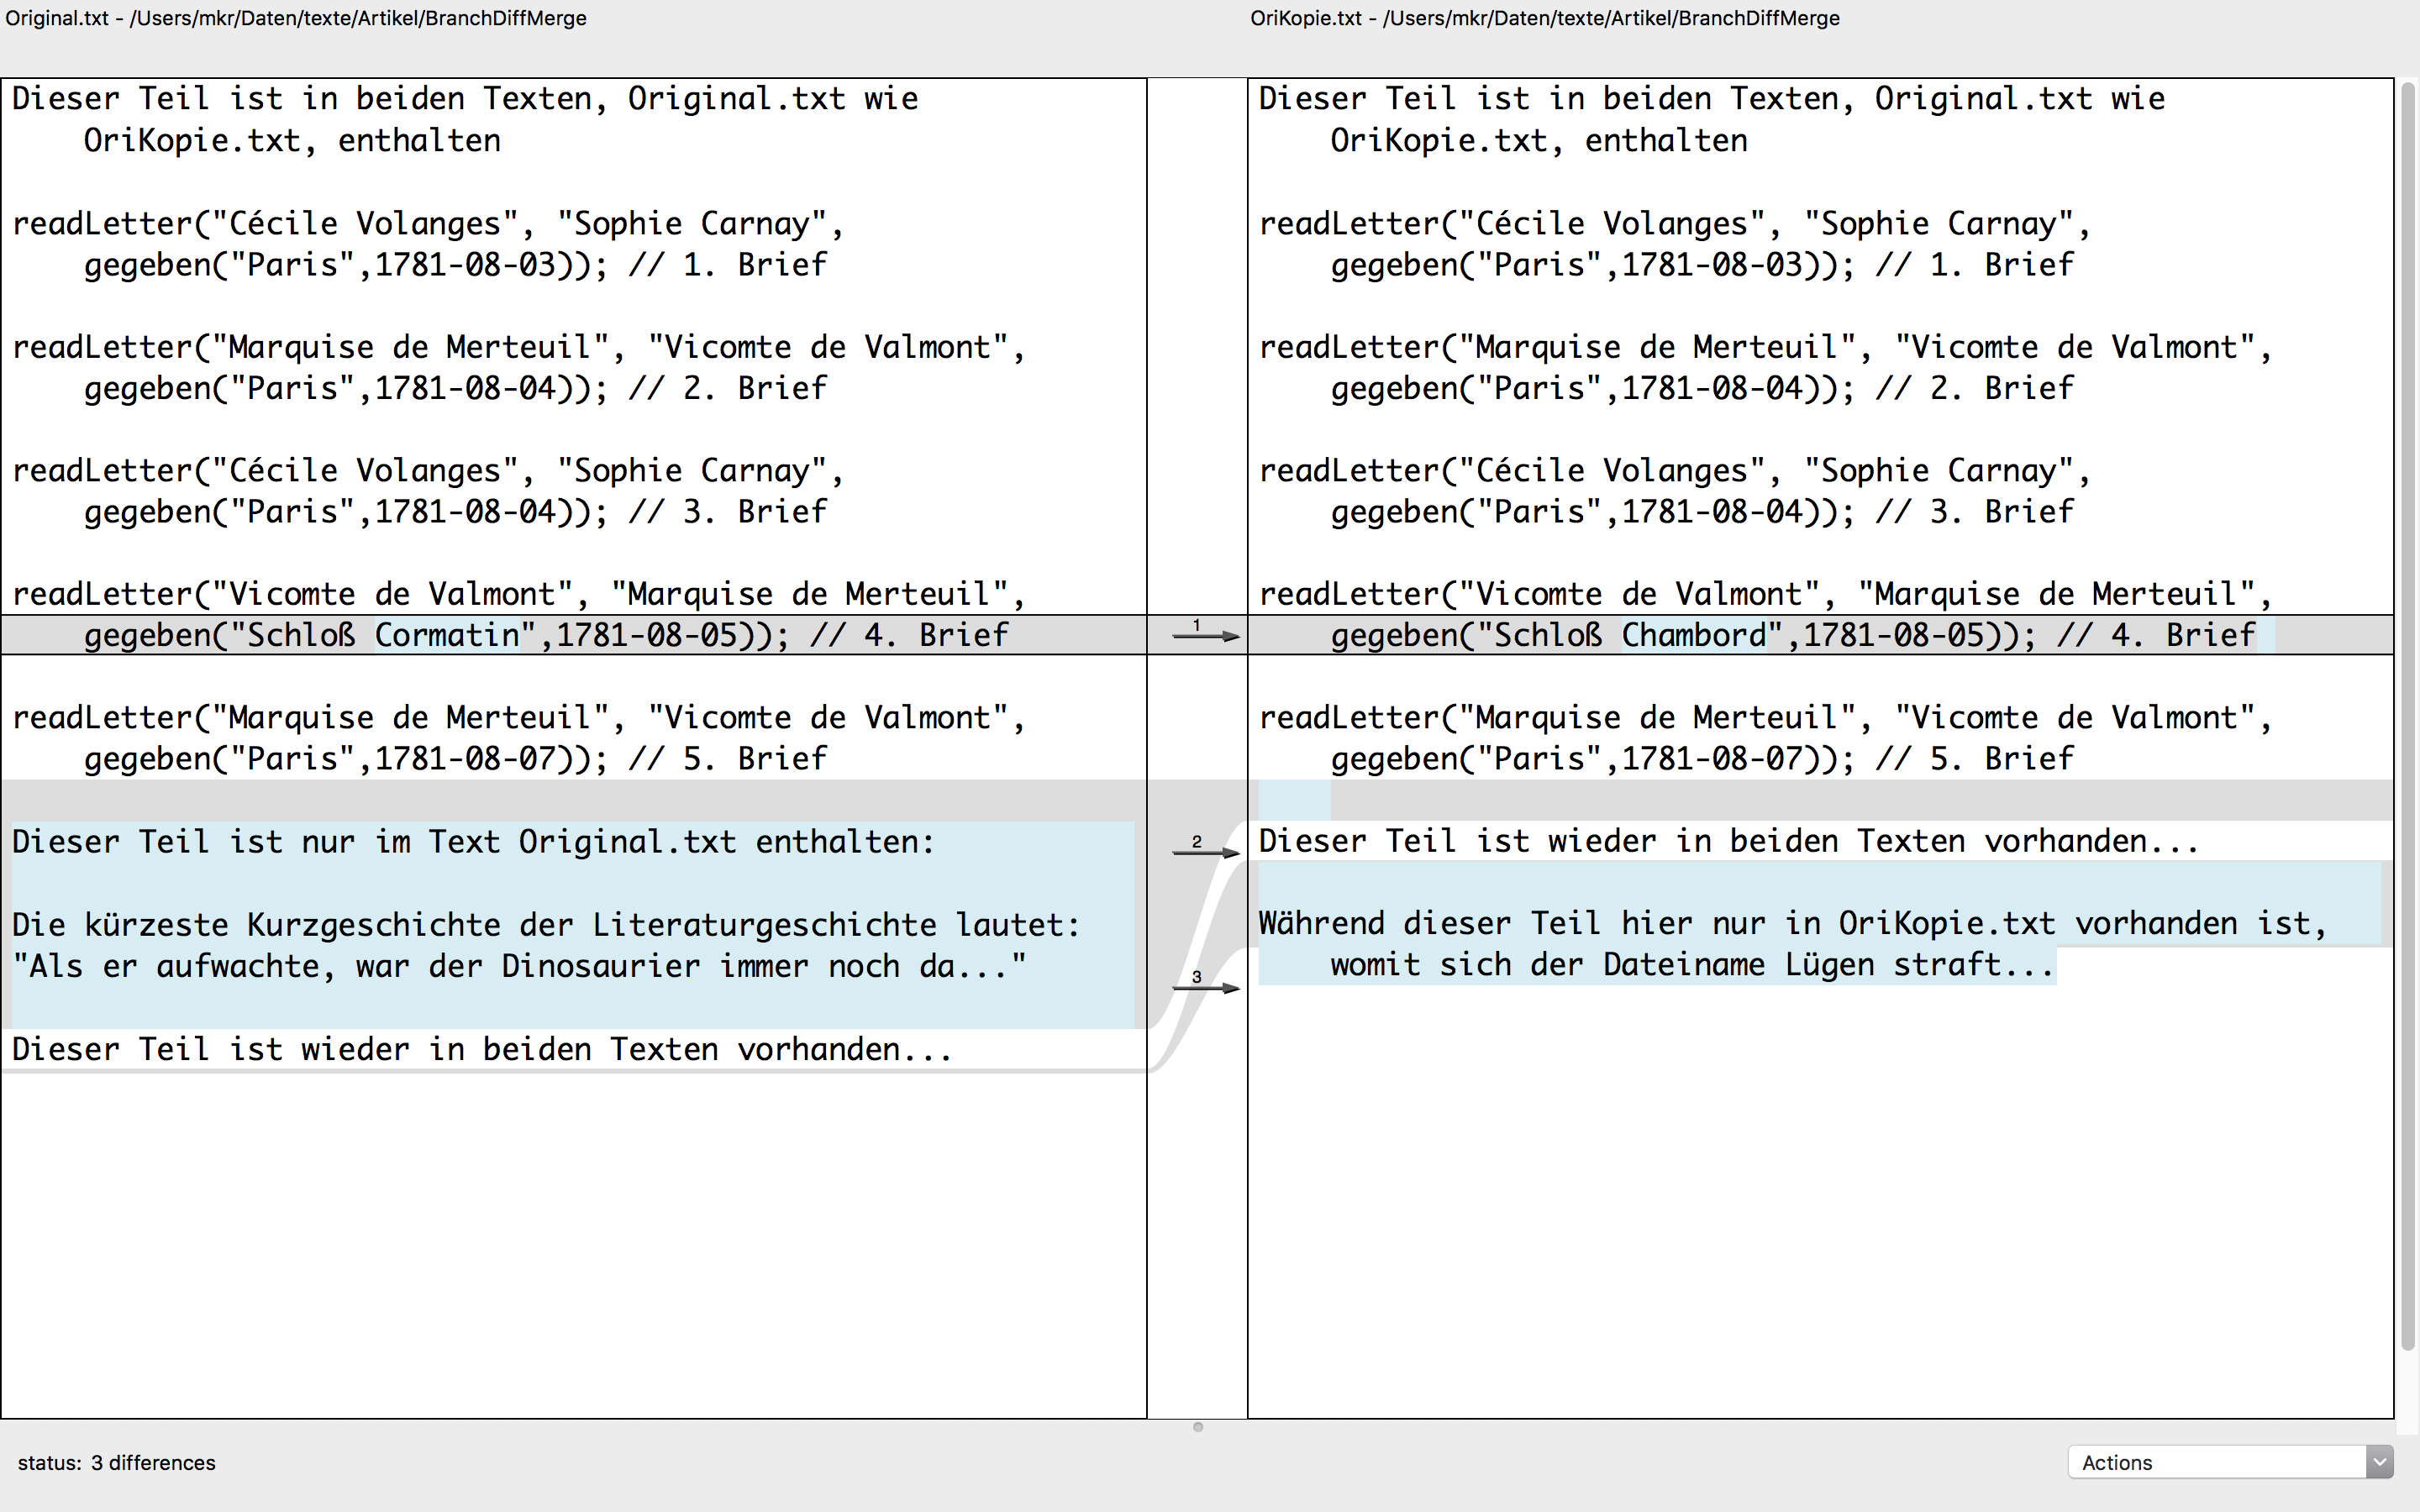 Original.txt - /Users/mkr/Daten/texte/Artikel/BranchDiffMerge
Dieser Teil ist in beiden Texten, Original.txt wie
OriKopie.txt, enthalten
readLetter("Cécile Volanges", "Sophie Carnay",
gegeben("Paris",1781-08-03)); // 1. Brief
readLetter("Marquise de Merteuil", "Vicomte de Valmont",
gegeben("Paris",1781-08-04)); // 2. Brief
readLetter("Cécile Volanges", "Sophie Carnay",
gegeben("Paris",1781-08-04)); // 3. Brief
readLetter("Vicomte de Valmont", "Marquise de Merteuil",
gegeben("Schloß Cormatin",1781-08-05)); // 4. Brief
readLetter("Marquise de Merteuil", "Vicomte de Valmont",
gegeben("Paris",1781-08-07)); // 5. Brief
Dieser Teil ist nur im Text Original.txt enthalten:
Die kürzeste Kurzgeschichte der Literaturgeschichte lautet:
"Als er aufwachte, war der Dinosaurier immer noch da..."
Dieser Teil ist wieder in beiden Texten vorhanden...
1
2
3
OriKopie.txt - /Users/mkr/Daten/texte/Artikel/BranchDiffMerge
Dieser Teil ist in beiden Texten, Original.txt wie
OriKopie.txt, enthalten
readLetter("Cécile Volanges", "Sophie Carnay",
gegeben("Paris",1781-08-03)); // 1. Brief
readLetter("Marquise de Merteuil", "Vicomte de Valmont",
gegeben("Paris",1781-08-04)); // 2. Brief
readLetter("Cécile Volanges", "Sophie Carnay",
gegeben("Paris",1781-08-04)); // 3. Brief
readLetter("Vicomte de Valmont", "Marquise de Merteuil",
gegeben("Schloß Chambord",1781-08-05)); // 4. Brief
readLetter("Marquise de Merteuil", "Vicomte de Valmont",
gegeben("Paris",1781-08-07)); // 5. Brief
Dieser Teil ist wieder in beiden Texten vorhanden...
Während dieser Teil hier nur in OriKopie.txt vorhanden ist,
womit sich der Dateiname Lügen straft...
status: 3 differences
Actions